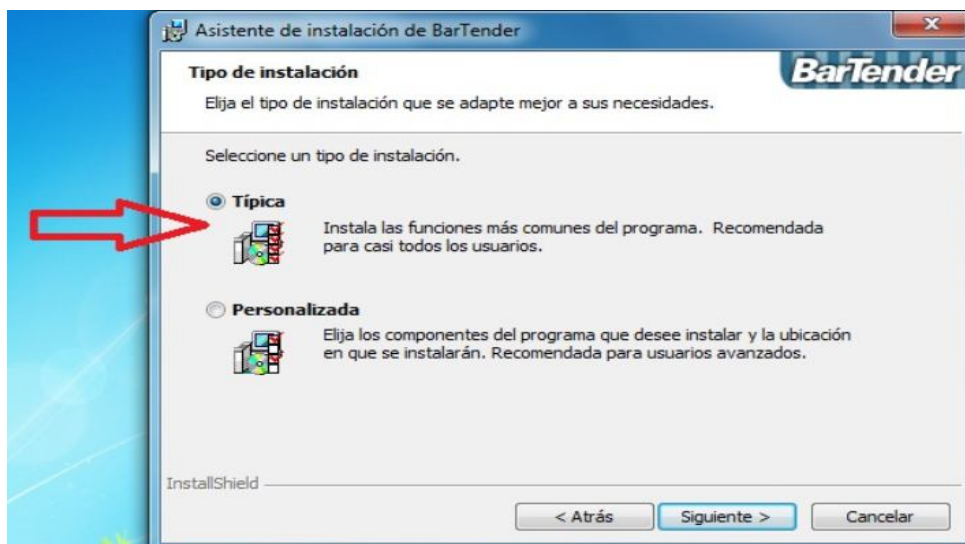 Asistente de instalación de BarTender
Tipo de instalación
BarTender
Elija el tipo de instalación que se adapte mejor a sus necesidades.
Seleccione un tipo de instalación.
Típica
Instala las funciones más comunes del programa. Recomendada
para casi todos los usuarios.
Personalizada
Elija los componentes del programa que desee instalar y la ubicación
en que se instalarán. Recomendada para usuarios avanzados.
InstallShield
< Atrás
Siguiente >
Cancelar